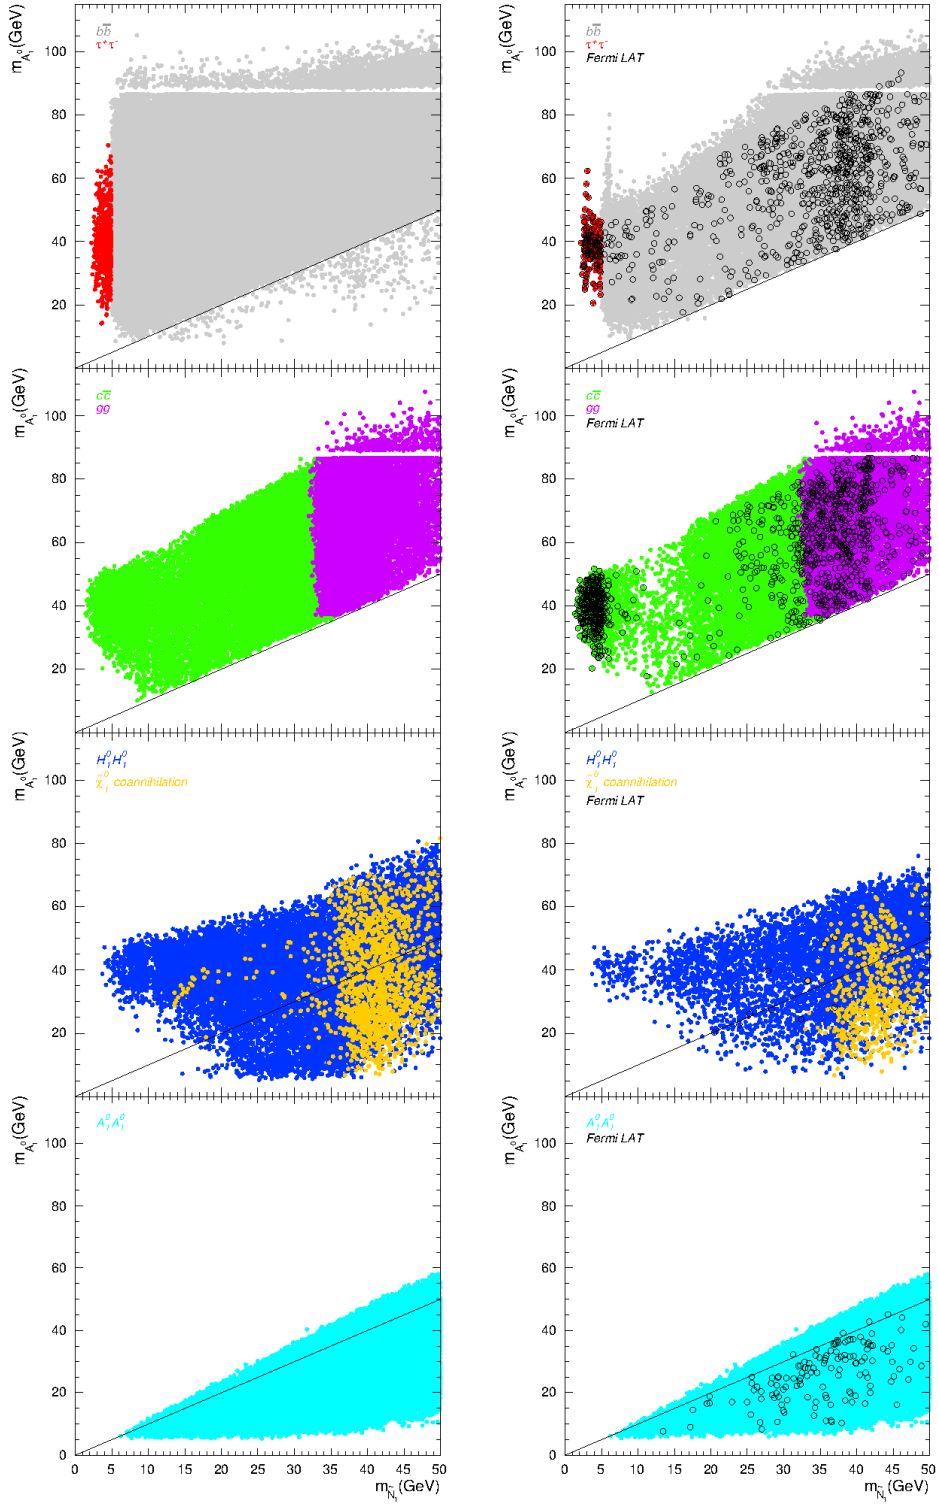 m_{A_1^0}(GeV)
bb̅
τ⁺τ⁻
100
80
60
40
20
m_{A_1^0}(GeV)
bb̅
τ⁺τ⁻
Fermi LAT
100
80
60
40
20
m_{A_1^0}(GeV)
cc̅
gg
100
80
60
40
20
m_{A_1^0}(GeV)
cc̅
gg
Fermi LAT
100
80
60
40
20
m_{A_1^0}(GeV)
H_1^0 H_1^0
χ̃_1^0 coannihilation
100
80
60
40
20
m_{A_1^0}(GeV)
H_1^0 H_1^0
χ̃_1^0 coannihilation
Fermi LAT
100
80
60
40
20
m_{A_1^0}(GeV)
A_1^0 A_1^0
100
80
60
40
20
0
0 5 10 15 20 25 30 35 40 45 50
m_{Ñ_1}(GeV)
m_{A_1^0}(GeV)
A_1^0 A_1^0
Fermi LAT
100
80
60
40
20
0
0 5 10 15 20 25 30 35 40 45 50
m_{Ñ_1}(GeV)